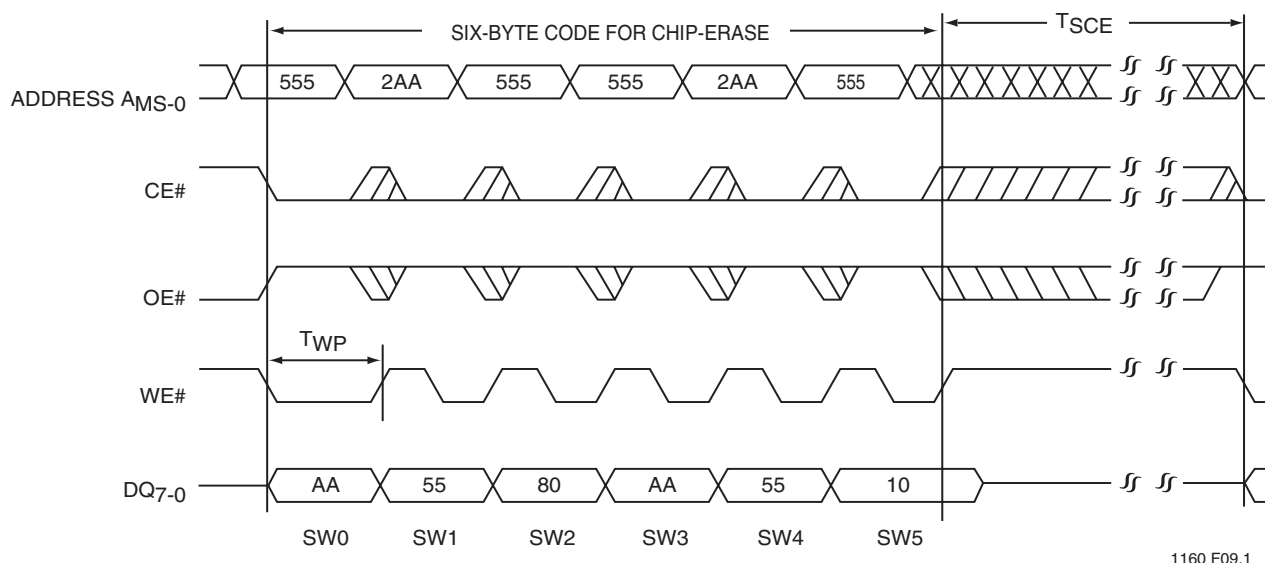 SIX-BYTE CODE FOR CHIP-ERASE TSCE
ADDRESS AMS-0 555 2AA 555 555 2AA 555
CE#
OE#
TWP
WE#
DQ7-0 AA 55 80 AA 55 10
SW0 SW1 SW2 SW3 SW4 SW5
1160 F09.1